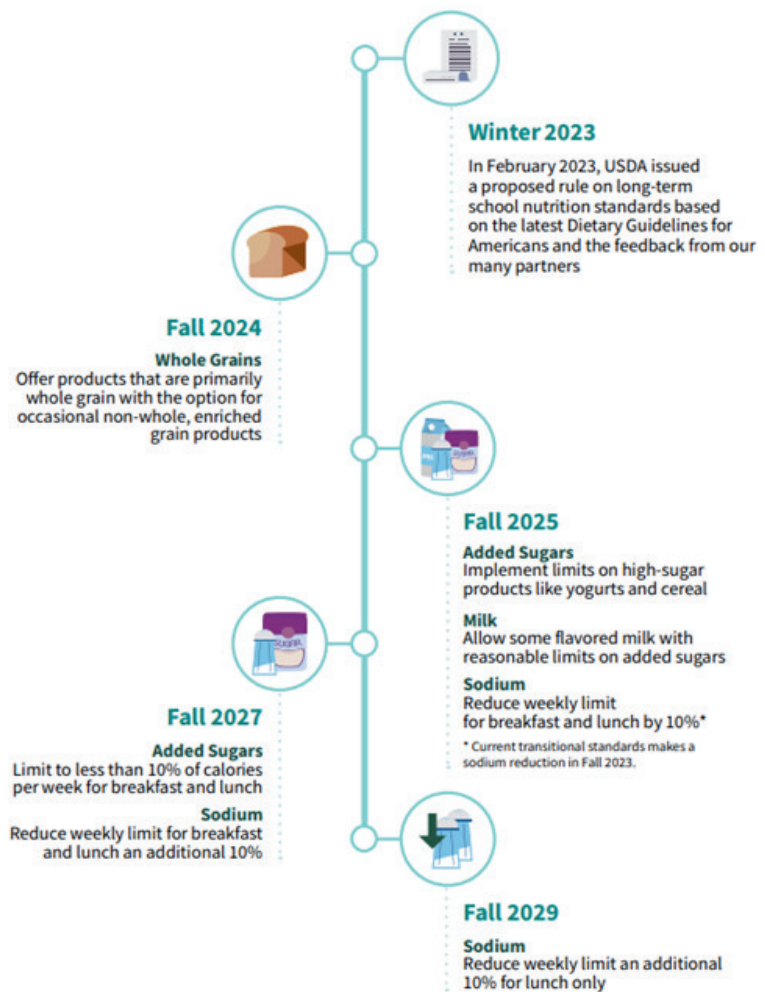 Winter 2023
In February 2023, USDA issued
a proposed rule on long-term
school nutrition standards based
on the latest Dietary Guidelines for
Americans and the feedback from our
many partners
Fall 2024
Whole Grains
Offer products that are primarily
whole grain with the option for
occasional non-whole, enriched
grain products
Fall 2025
Added Sugars
Implement limits on high-sugar
products like yogurts and cereal
Milk
Allow some flavored milk with
reasonable limits on added sugars
Sodium
Reduce weekly limit
for breakfast and lunch by 10%*
* Current transitional standards makes a
sodium reduction in Fall 2023.
Fall 2027
Added Sugars
Limit to less than 10% of calories
per week for breakfast and lunch
Sodium
Reduce weekly limit for breakfast
and lunch an additional 10%
Fall 2029
Sodium
Reduce weekly limit an additional
10% for lunch only